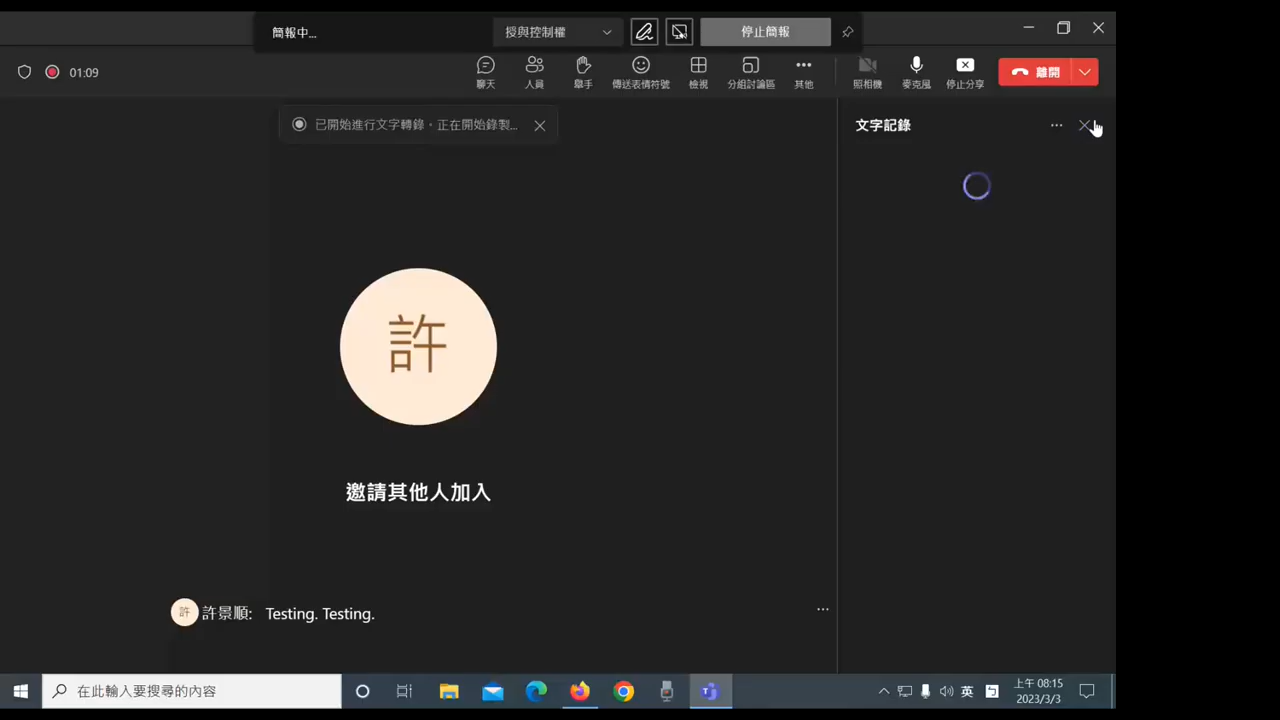 簡報中...
授與控制權
停止簡報
01:09
聊天
人員
舉手
傳送表情符號
檢視
分組討論區
其他
照相機
麥克風
停止分享
離開
已開始進行文字轉錄。正在開始錄製...
文字記錄
許
邀請其他人加入
許 許景順: Testing. Testing.
在此輸入要搜尋的內容
英
上午 08:15
2023/3/3